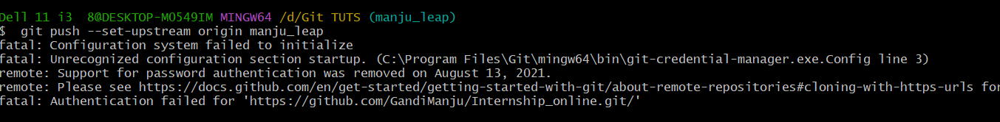 Dell 11 i3  8@DESKTOP-MO549IM MINGW64 /d/Git TUTS (manju_leap)
$  git push --set-upstream origin manju_leap
fatal: Configuration system failed to initialize
fatal: Unrecognized configuration section startup. (C:\Program Files\Git\mingw64\bin\git-credential-manager.exe.Config line 3)
remote: Support for password authentication was removed on August 13, 2021.
remote: Please see https://docs.github.com/en/get-started/getting-started-with-git/about-remote-repositories#cloning-with-https-urls for
fatal: Authentication failed for 'https://github.com/GandiManju/Internship_online.git/'